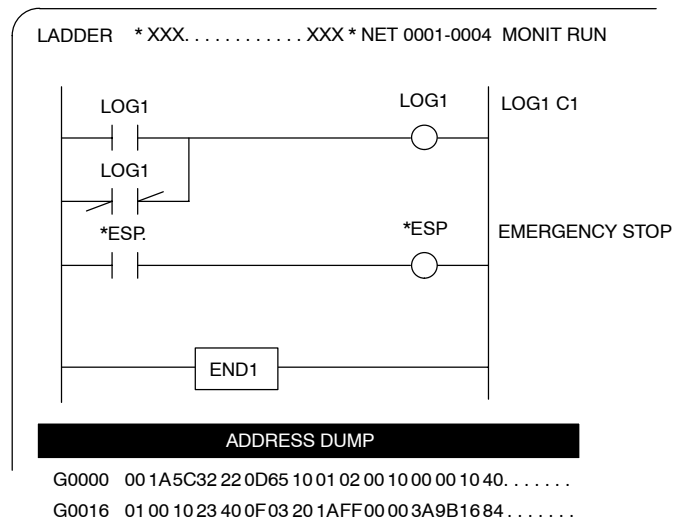 LADDER * XXX. . . . . . . . . . . . XXX * NET 0001-0004 MONIT RUN
LOG1 LOG1 LOG1 C1
LOG1
*ESP. *ESP EMERGENCY STOP
END1
ADDRESS DUMP
G0000 00 1A 5C 32 22 0D 65 10 01 02 00 10 00 00 10 40. . . . . . .
G0016 01 00 10 23 40 0F 03 20 1A FF 00 00 3A 9B 16 84 . . . . . . .